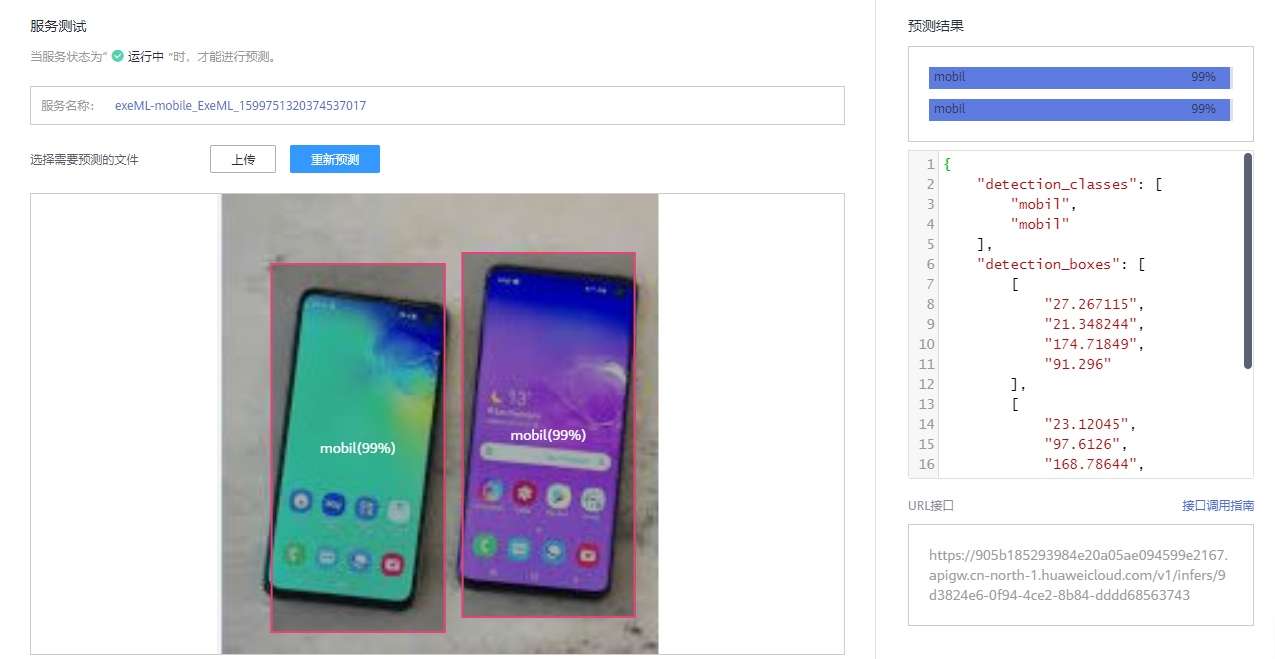 服务测试
当服务状态为“ 运行中 ”时，才能进行预测。
服务名称： exeML-mobile_ExeML_1599751320374537017
选择需要预测的文件 上传 重新预测
mobil(99%)
mobil(99%)
13°
预测结果
mobil 99%
mobil 99%
1 {
2 "detection_classes": [
3 "mobil",
4 "mobil"
5 ],
6 "detection_boxes": [
7 [
8 "27.267115",
9 "21.348244",
10 "174.71849",
11 "91.296"
12 ],
13 [
14 "23.12045",
15 "97.6126",
16 "168.78644",
URL接口 接口调用指南
https://905b185293984e20a05ae094599e2167.
apigw.cn-north-1.huaweicloud.com/v1/infers/9
d3824e6-0f94-4ce2-8b84-dddd68563743